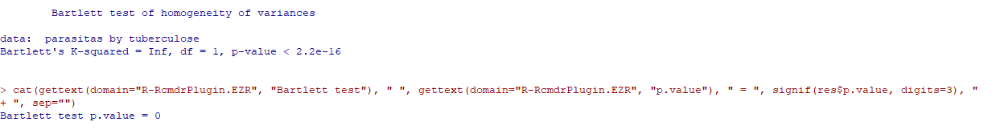 Bartlett test of homogeneity of variances
data:  parasitas by tuberculose
Bartlett's K-squared = Inf, df = 1, p-value < 2.2e-16
> cat(gettext(domain="R-RcmdrPlugin.EZR", "Bartlett test"), " ", gettext(domain="R-RcmdrPlugin.EZR", "p.value"), " = ", signif(res$p.value, digits=3), "
+ ", sep="")
Bartlett test p.value = 0